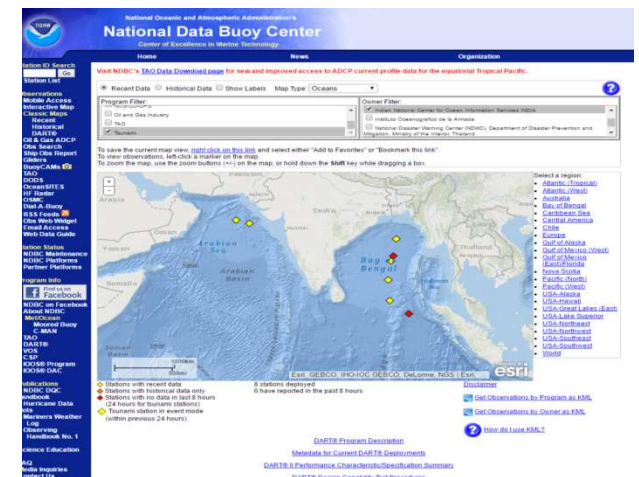 National Oceanic and Atmospheric Administration's
National Data Buoy Center
Center of Excellence in Marine Technology
Home News Organization
Station ID Search
Go
Station List
Observations
Mobile Access
Interactive Map
Classic Maps
Recent
Historical
DART®
Oil & Gas ADCP
Obs Search
Ship Obs Report
Gliders
BuoyCAMs
TAO
DODS
OceanSITES
HF Radar
OSMC
Dial-A-Buoy
RSS Feeds
Obs Web Widget
Email Access
Web Data Guide
Station Status
NDBC Maintenance
NDBC Platforms
Partner Platforms
Program Info
Find us on
Facebook
NDBC on Facebook
About NDBC
Met/Ocean
Moored Buoy
C-MAN
TAO
DART®
VOS
CSP
IOOS® Program
IOOS® DAC
Publications
NDBC DQC
Handbook
Hurricane Data
Plots
Mariners Weather
Log
Observing
Handbook No. 1
Science Education
FAQ
Media Inquiries
Contact Us
Visit NDBC's TAO Data Download page for new and improved access to ADCP current profile data for the equatorial Tropical Pacific.
Recent Data Historical Data Show Labels Map Type: Oceans
Program Filter:
Oil and Gas Industry
TAO
Tsunami
Owner Filter:
Indian National Center for Ocean Information Services INDIA
Instituto Oceanografico de la Armada
National Disaster Warning Center (NDWC), Department of Disaster Prevention and
Mitigation, Ministry of the Interior, Thailand
To save the current map view, right click on this link and select either "Add to Favorites" or "Bookmark this link".
To view observations, left-click a marker on the map.
To zoom the map, use the zoom buttons (+/-) on the map, or hold down the Shift key while dragging a box.
Arabia
Oman
India
Yemen
Arabian
Sea
Bay of
Bengal
Thailand
Somalia
Arabian
Basin
Somali
Basin
Esri, GEBCO, IHO-IOC GEBCO, DeLorme, NGS | Esri
esri
Select a region
Atlantic (Tropical)
Atlantic (West)
Australia
Bay of Bengal
Caribbean Sea
Central America
Chile
Europe
Gulf of Alaska
Gulf of Mexico (West)
Gulf of Mexico
(East)/Florida
Nova Scotia
Pacific (North)
Pacific (West)
USA-Alaska
USA-Hawaii
USA-Great Lakes (East)
USA-Lake Superior
USA-Northeast
USA-Northwest
USA-Southeast
USA-Southwest
World
Stations with recent data
Stations with historical data only
Stations with no data in last 8 hours
(24 hours for tsunami stations)
Tsunami station in event mode
(within previous 24 hours)
8 stations deployed
6 have reported in the past 8 hours
Disclaimer
Get Observations by Program as KML
Get Observations by Owner as KML
How do I use KML?
DART® Program Description
Metadata for Current DART® Deployments
DART® II Performance Characteristic/Specification Summary